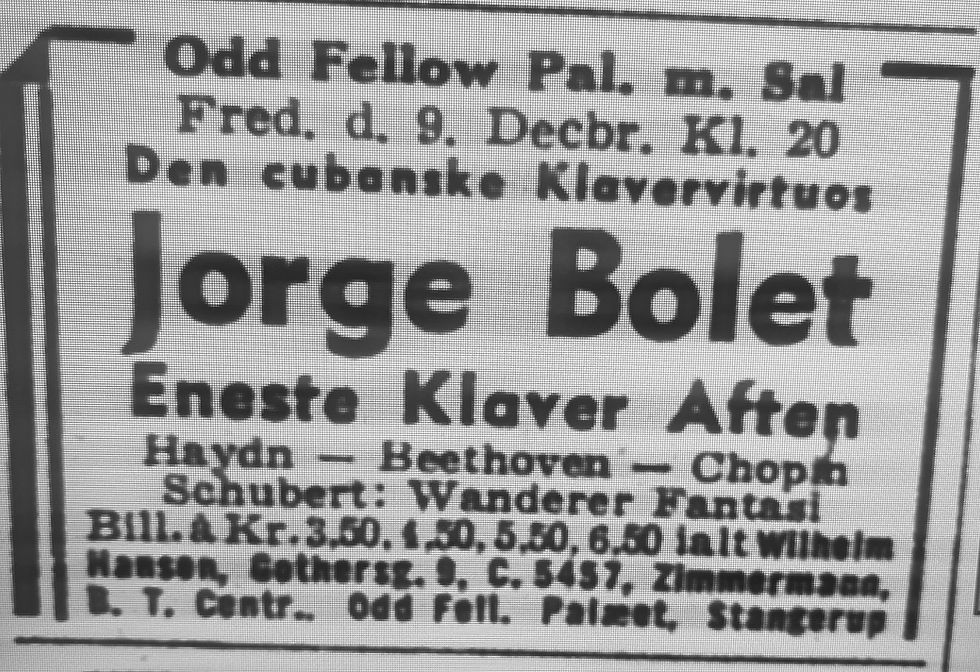 Odd Fellow Pal. m. Sal
Fred. d. 9. Decbr. Kl. 20
Den cubanske Klavervirtuos
Jorge Bolet
Eneste Klaver Aften
Haydn — Beethoven — Chopin
Schubert: Wanderer Fantasi
Bill. à Kr. 3,50, 4,50, 5,50, 6,50 ialt Wilhelm
Hansen, Gothersg. 9, C. 5457, Zimmermann,
B. T. Centr.. Odd Fell. Palæet, Stangerup